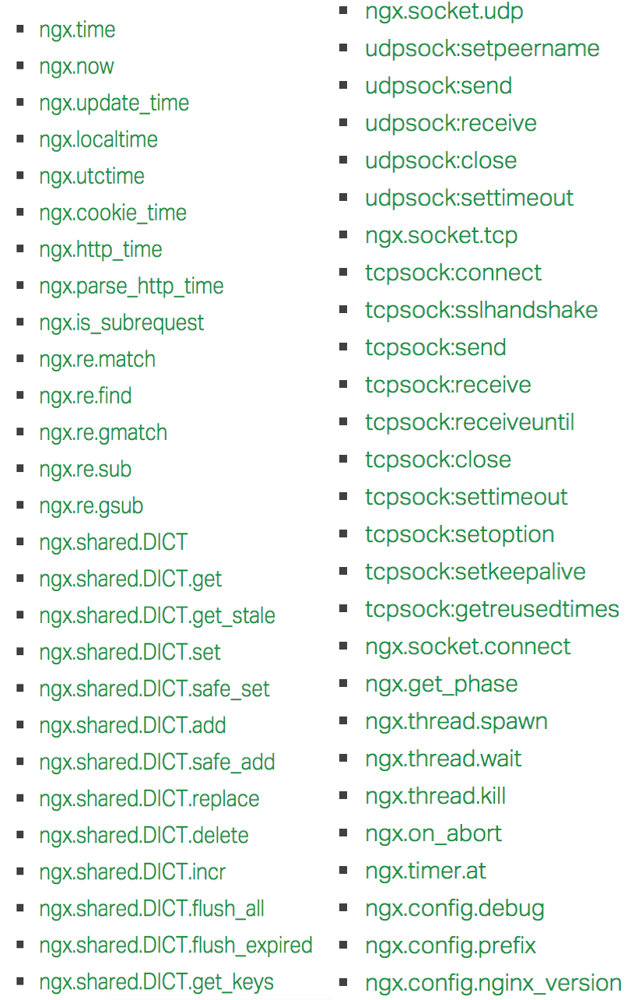 ngx.time
ngx.now
ngx.update_time
ngx.localtime
ngx.utctime
ngx.cookie_time
ngx.http_time
ngx.parse_http_time
ngx.is_subrequest
ngx.re.match
ngx.re.find
ngx.re.gmatch
ngx.re.sub
ngx.re.gsub
ngx.shared.DICT
ngx.shared.DICT.get
ngx.shared.DICT.get_stale
ngx.shared.DICT.set
ngx.shared.DICT.safe_set
ngx.shared.DICT.add
ngx.shared.DICT.safe_add
ngx.shared.DICT.replace
ngx.shared.DICT.delete
ngx.shared.DICT.incr
ngx.shared.DICT.flush_all
ngx.shared.DICT.flush_expired
ngx.shared.DICT.get_keys
ngx.socket.udp
udpsock:setpeername
udpsock:send
udpsock:receive
udpsock:close
udpsock:settimeout
ngx.socket.tcp
tcpsock:connect
tcpsock:sslhandshake
tcpsock:send
tcpsock:receive
tcpsock:receiveuntil
tcpsock:close
tcpsock:settimeout
tcpsock:setoption
tcpsock:setkeepalive
tcpsock:getreusedtimes
ngx.socket.connect
ngx.get_phase
ngx.thread.spawn
ngx.thread.wait
ngx.thread.kill
ngx.on_abort
ngx.timer.at
ngx.config.debug
ngx.config.prefix
ngx.config.nginx_version